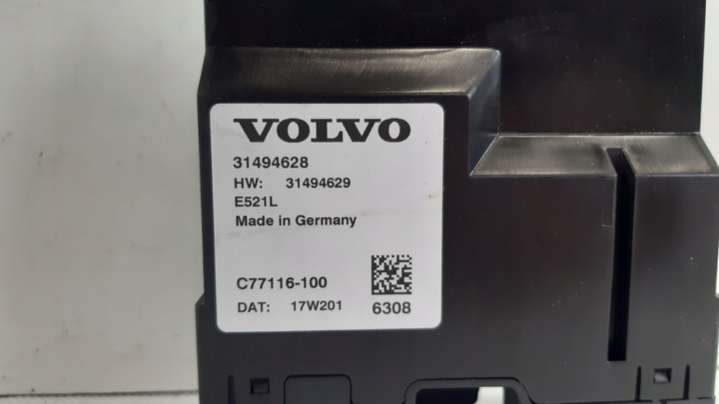 VOLVO
31494628
HW: 31494629
E521L
Made in Germany
C77116-100
DAT: 17W201 6308